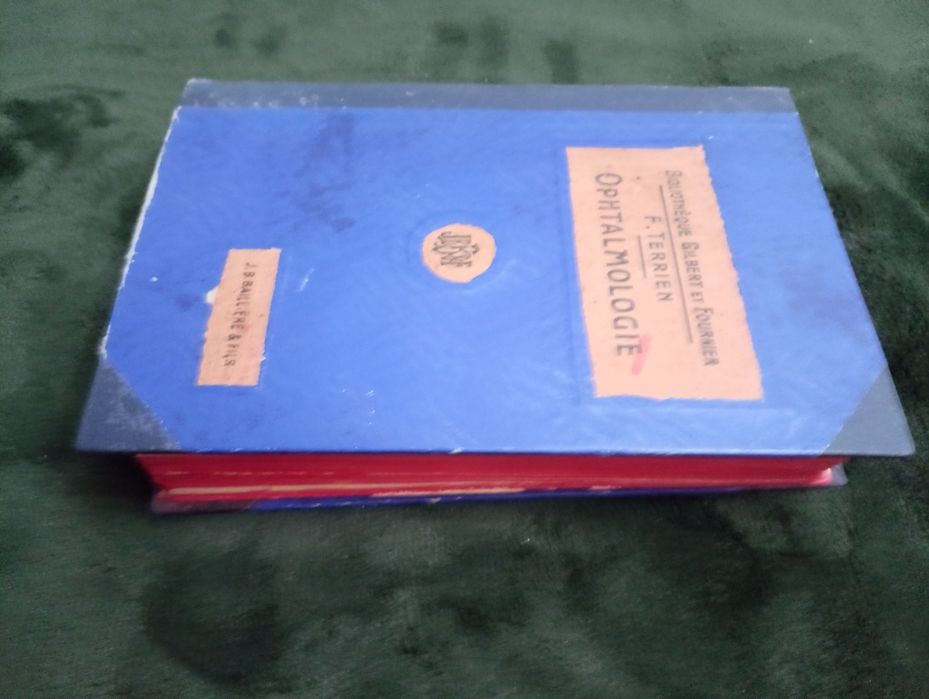 BIBLIOTHÈQUE GILBERT ET FOURNIER
F. TERRIEN
OPHTALMOLOGIE
J. B. BAILLIÈRE & FILS